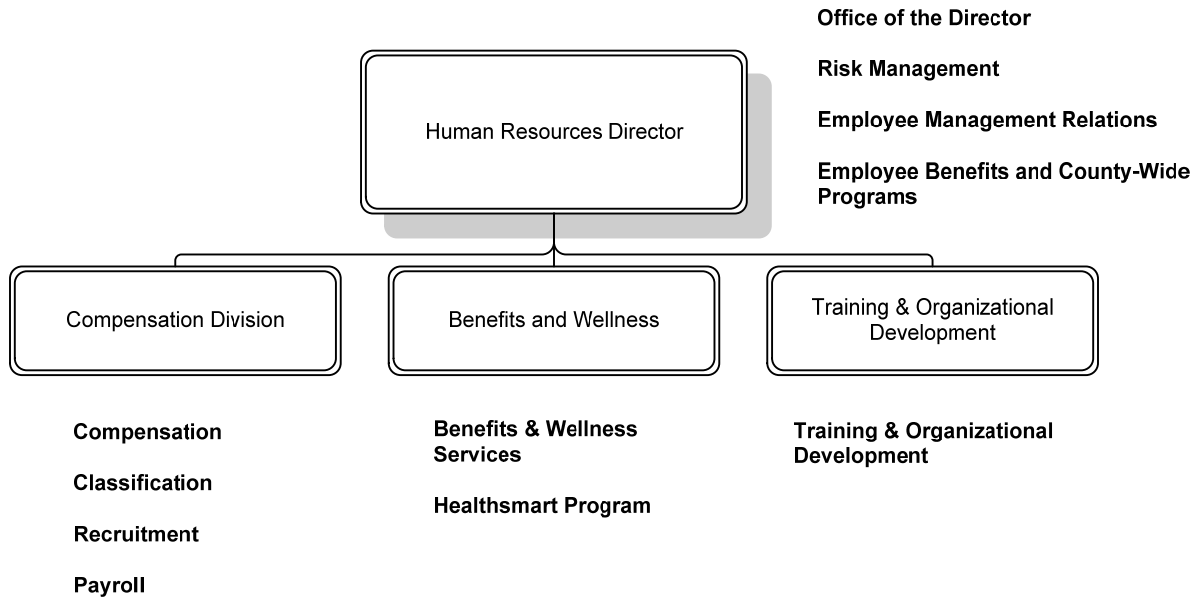 Office of the Director
Risk Management
Employee Management Relations
Employee Benefits and County-Wide
Programs
Human Resources Director
Compensation Division
Benefits and Wellness
Training & Organizational
Development
Compensation
Classification
Recruitment
Payroll
Benefits & Wellness
Services
Healthsmart Program
Training & Organizational
Development